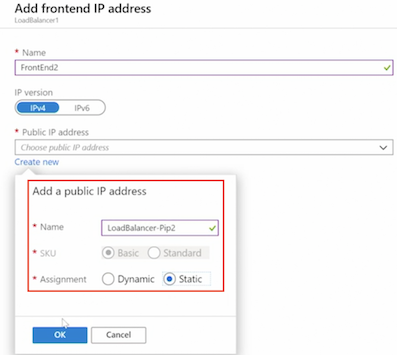 Add frontend IP address
LoadBalancer1
* Name
FrontEnd2
IP version
IPv4 IPv6
* Public IP address
Choose public IP address
Create new
Add a public IP address
* Name LoadBalancer-Pip2
* SKU Basic Standard
* Assignment Dynamic Static
OK Cancel